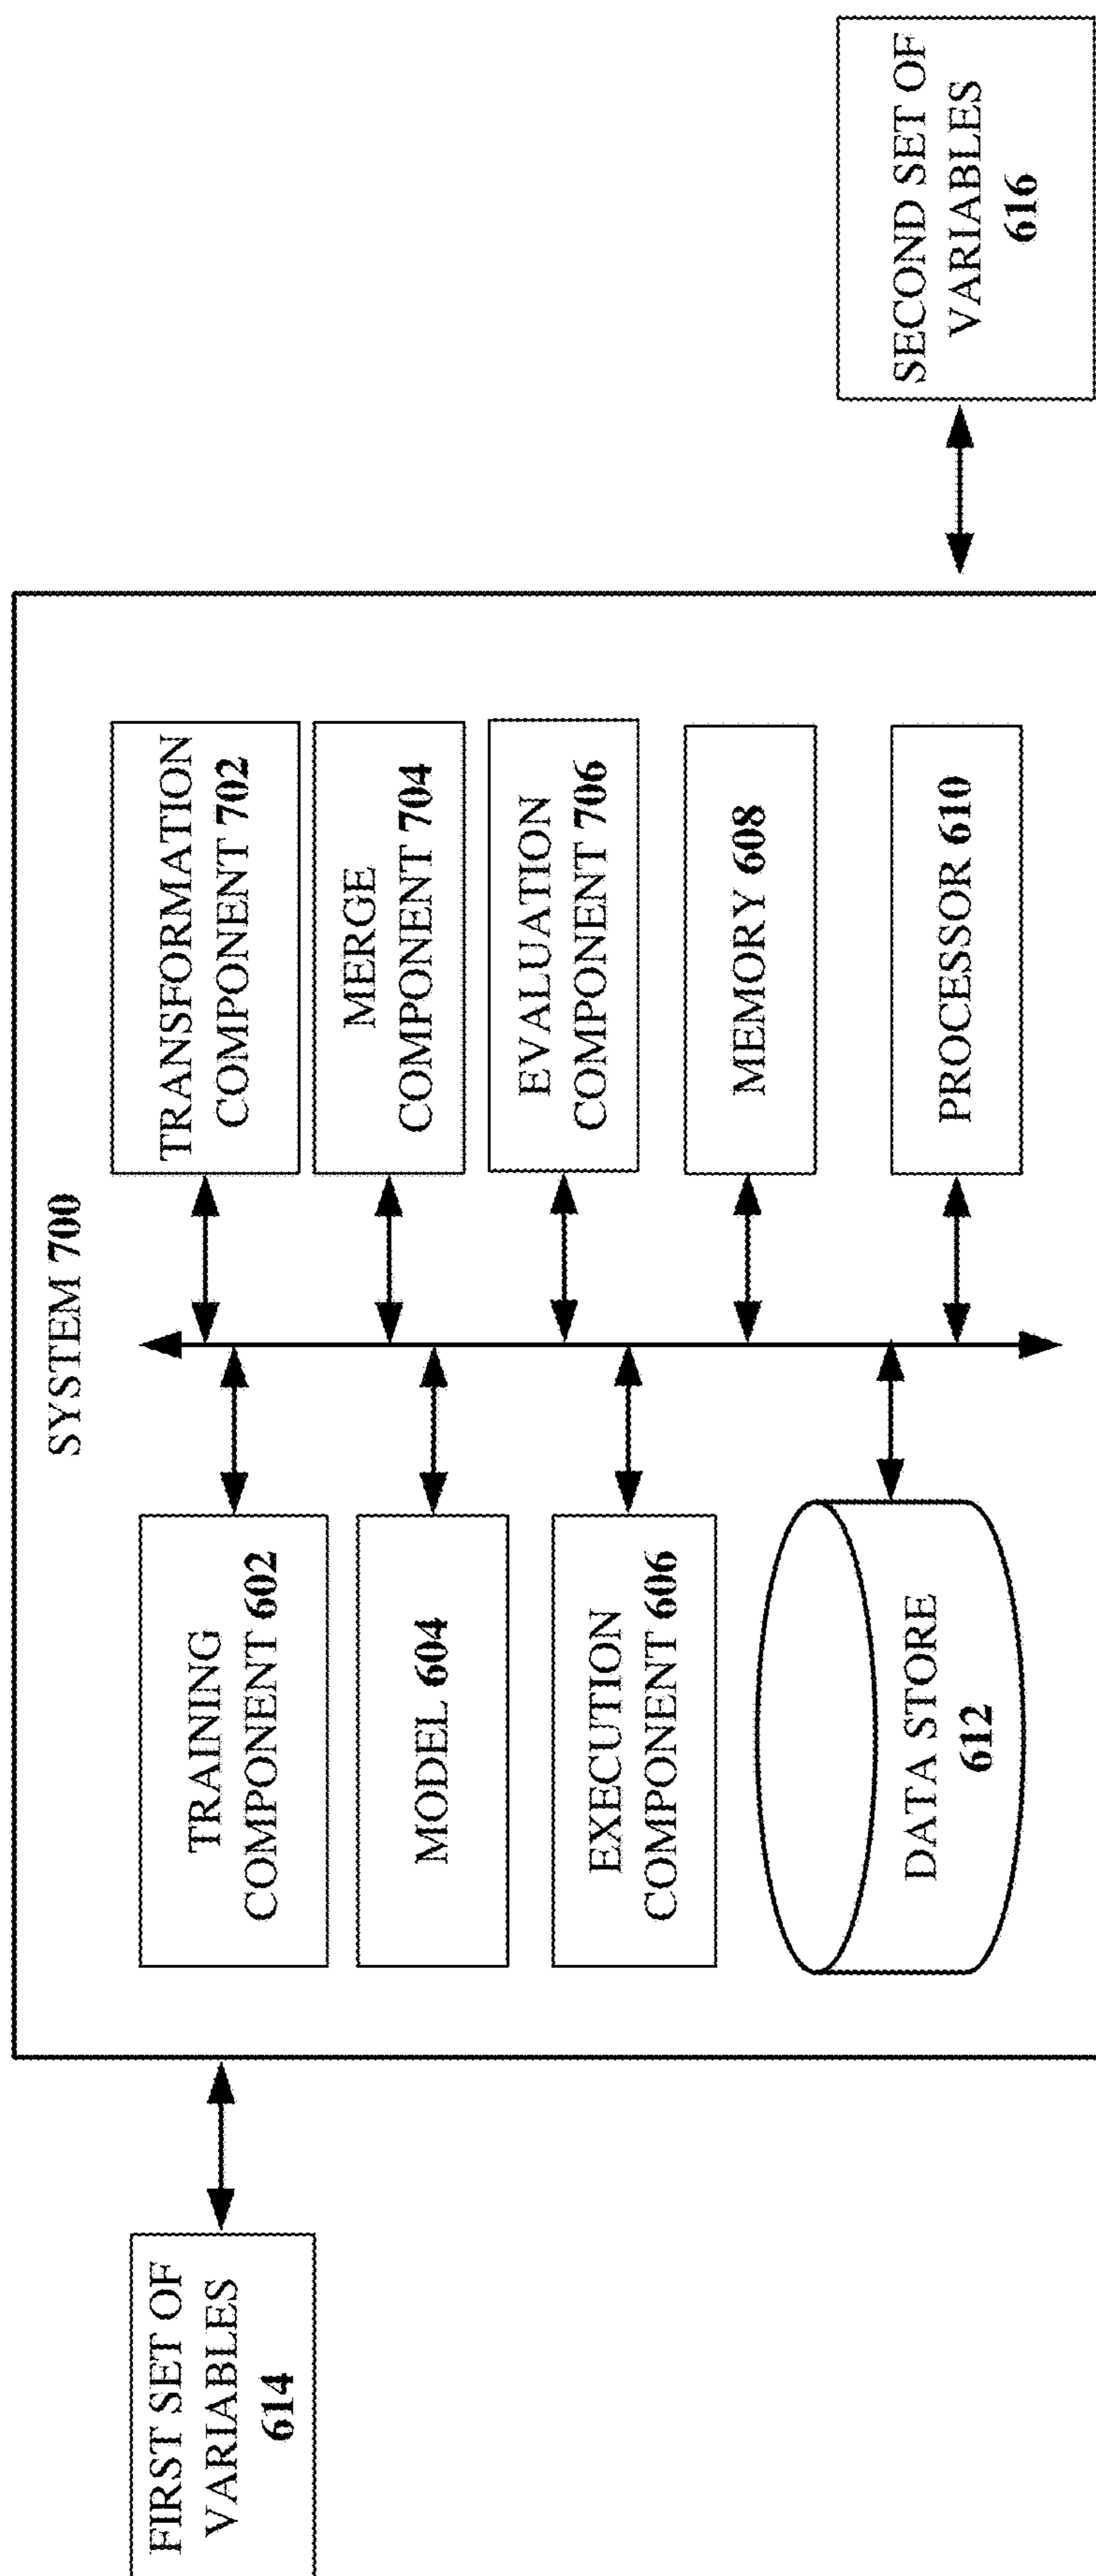 SYSTEM 700
FIRST SET OF
VARIABLES
614
TRAINING
COMPONENT 602
MODEL 604
EXECUTION
COMPONENT 606
DATA STORE
612
TRANSFORMATION
COMPONENT 702
MERGE
COMPONENT 704
EVALUATION
COMPONENT 706
MEMORY 608
PROCESSOR 610
SECOND SET OF
VARIABLES
616